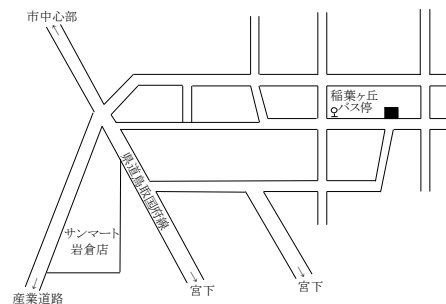 市中心部
稲葉ヶ丘
バス停
県道鳥取国府線
サンマート
岩倉店
宮下
宮下
産業道路